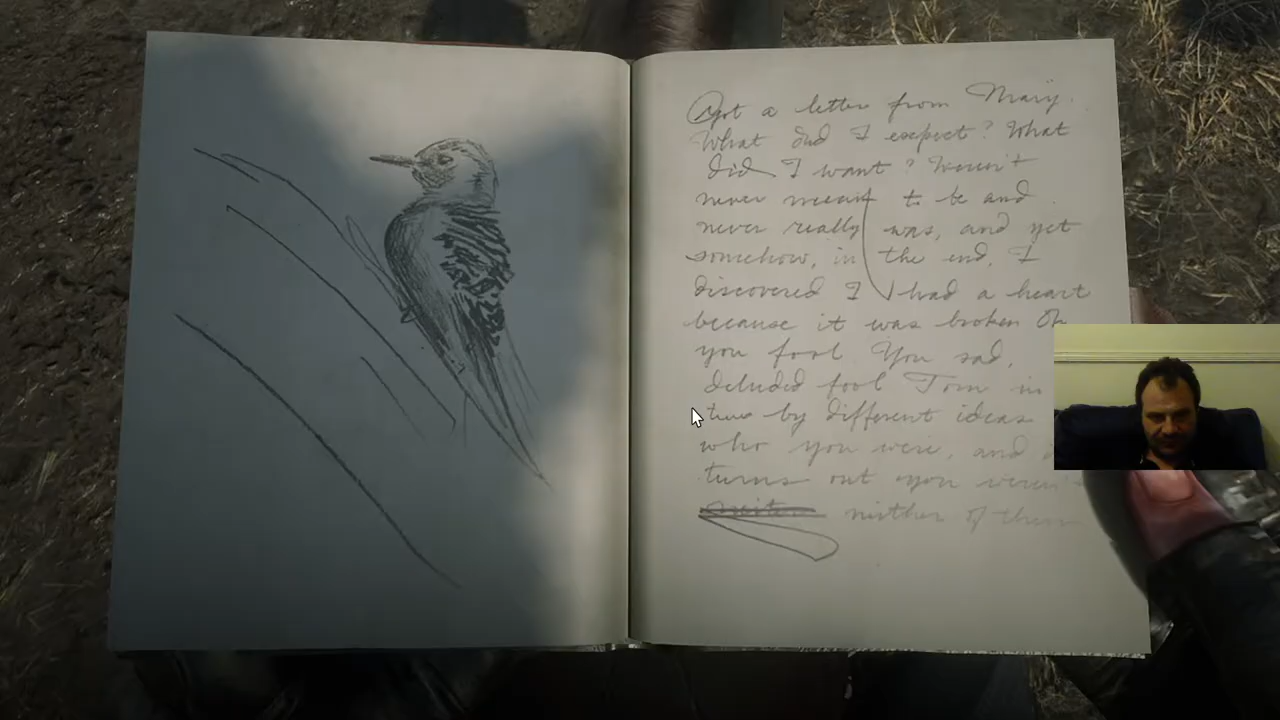 Got a letter from Mary.
What did I expect? What
did I want? Weren't
never meant to be and
never really was, and yet
somehow, in the end, I
discovered I had a heart
because it was broken Oh
you fool. You sad,
deluded fool Torn in
two by different ideas
who you were, and
turns out you weren't
neither of them